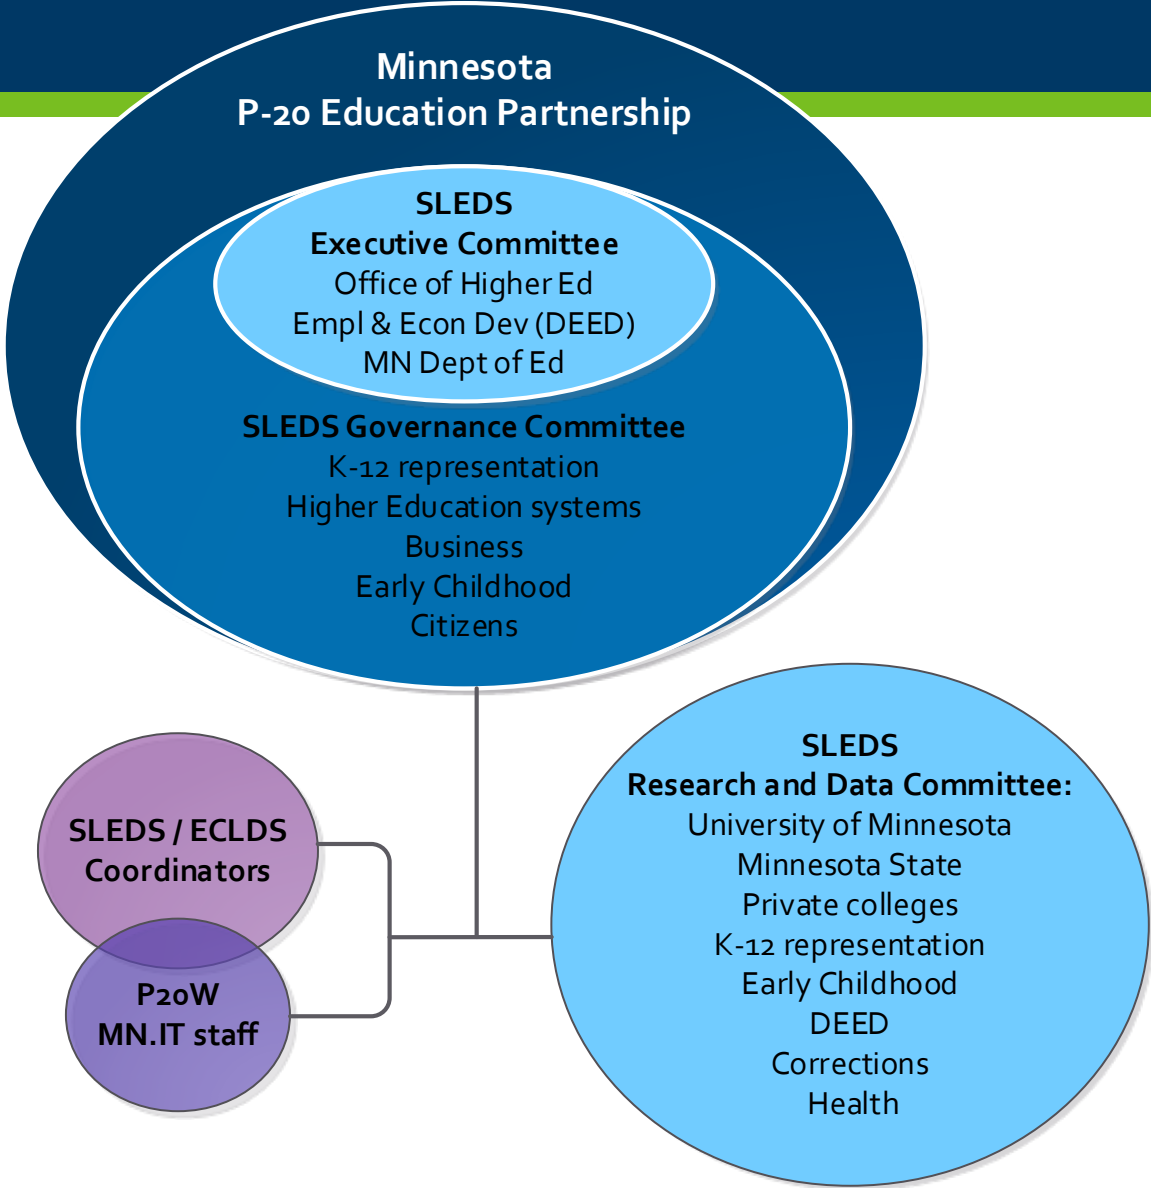 Minnesota
P-20 Education Partnership
SLEDS
Executive Committee
Office of Higher Ed
Empl & Econ Dev (DEED)
MN Dept of Ed
SLEDS Governance Committee
K-12 representation
Higher Education systems
Business
Early Childhood
Citizens
SLEDS / ECLDS
Coordinators
P20W
MN.IT staff
SLEDS
Research and Data Committee:
University of Minnesota
Minnesota State
Private colleges
K-12 representation
Early Childhood
DEED
Corrections
Health